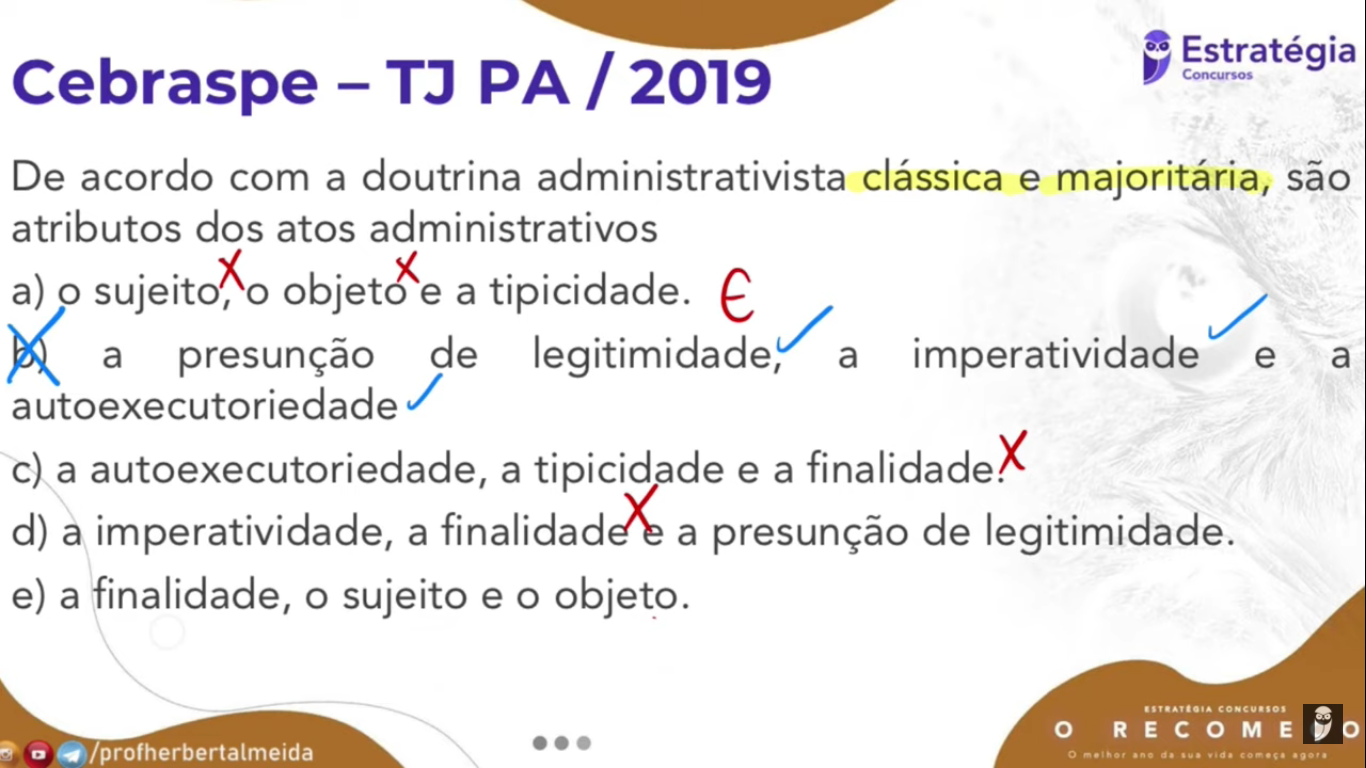 Cebraspe – TJ PA / 2019
Estratégia
Concursos
De acordo com a doutrina administrativista clássica e majoritária, são
atributos dos atos administrativos
a) o sujeito, o objeto e a tipicidade. E
b) a presunção de legitimidade, a imperatividade e a
autoexecutoriedade
c) a autoexecutoriedade, a tipicidade e a finalidade.
d) a imperatividade, a finalidade e a presunção de legitimidade.
e) a finalidade, o sujeito e o objeto.
/profherbertalmeida
ESTRATÉGIA CONCURSOS
O RECOME O
O melhor ano da sua vida começa agora